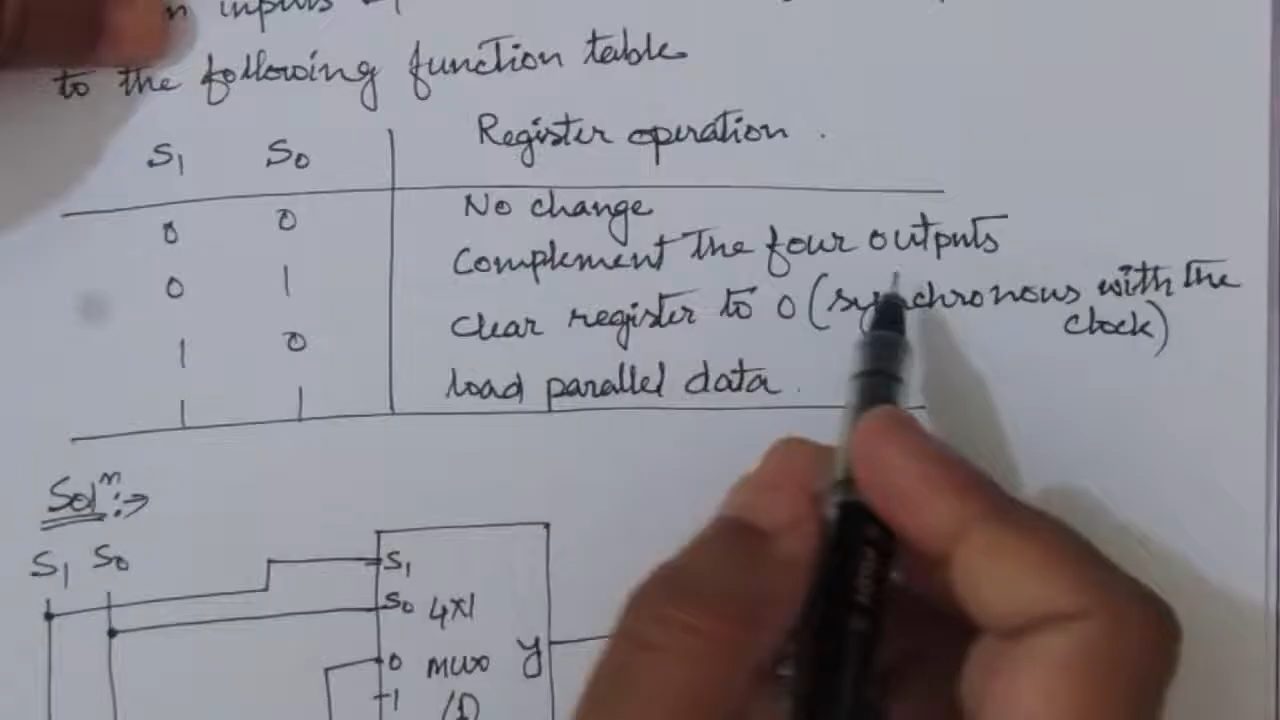 inputs
to the following function table
S1 S0 Register operation.
0 0 No change
0 1 Complement the four outputs
1 0 Clear register to 0 (synchronous with the clock)
1 1 Load parallel data.
Soln:→
S1 S0
S1
S0 4x1
0 mux y
1